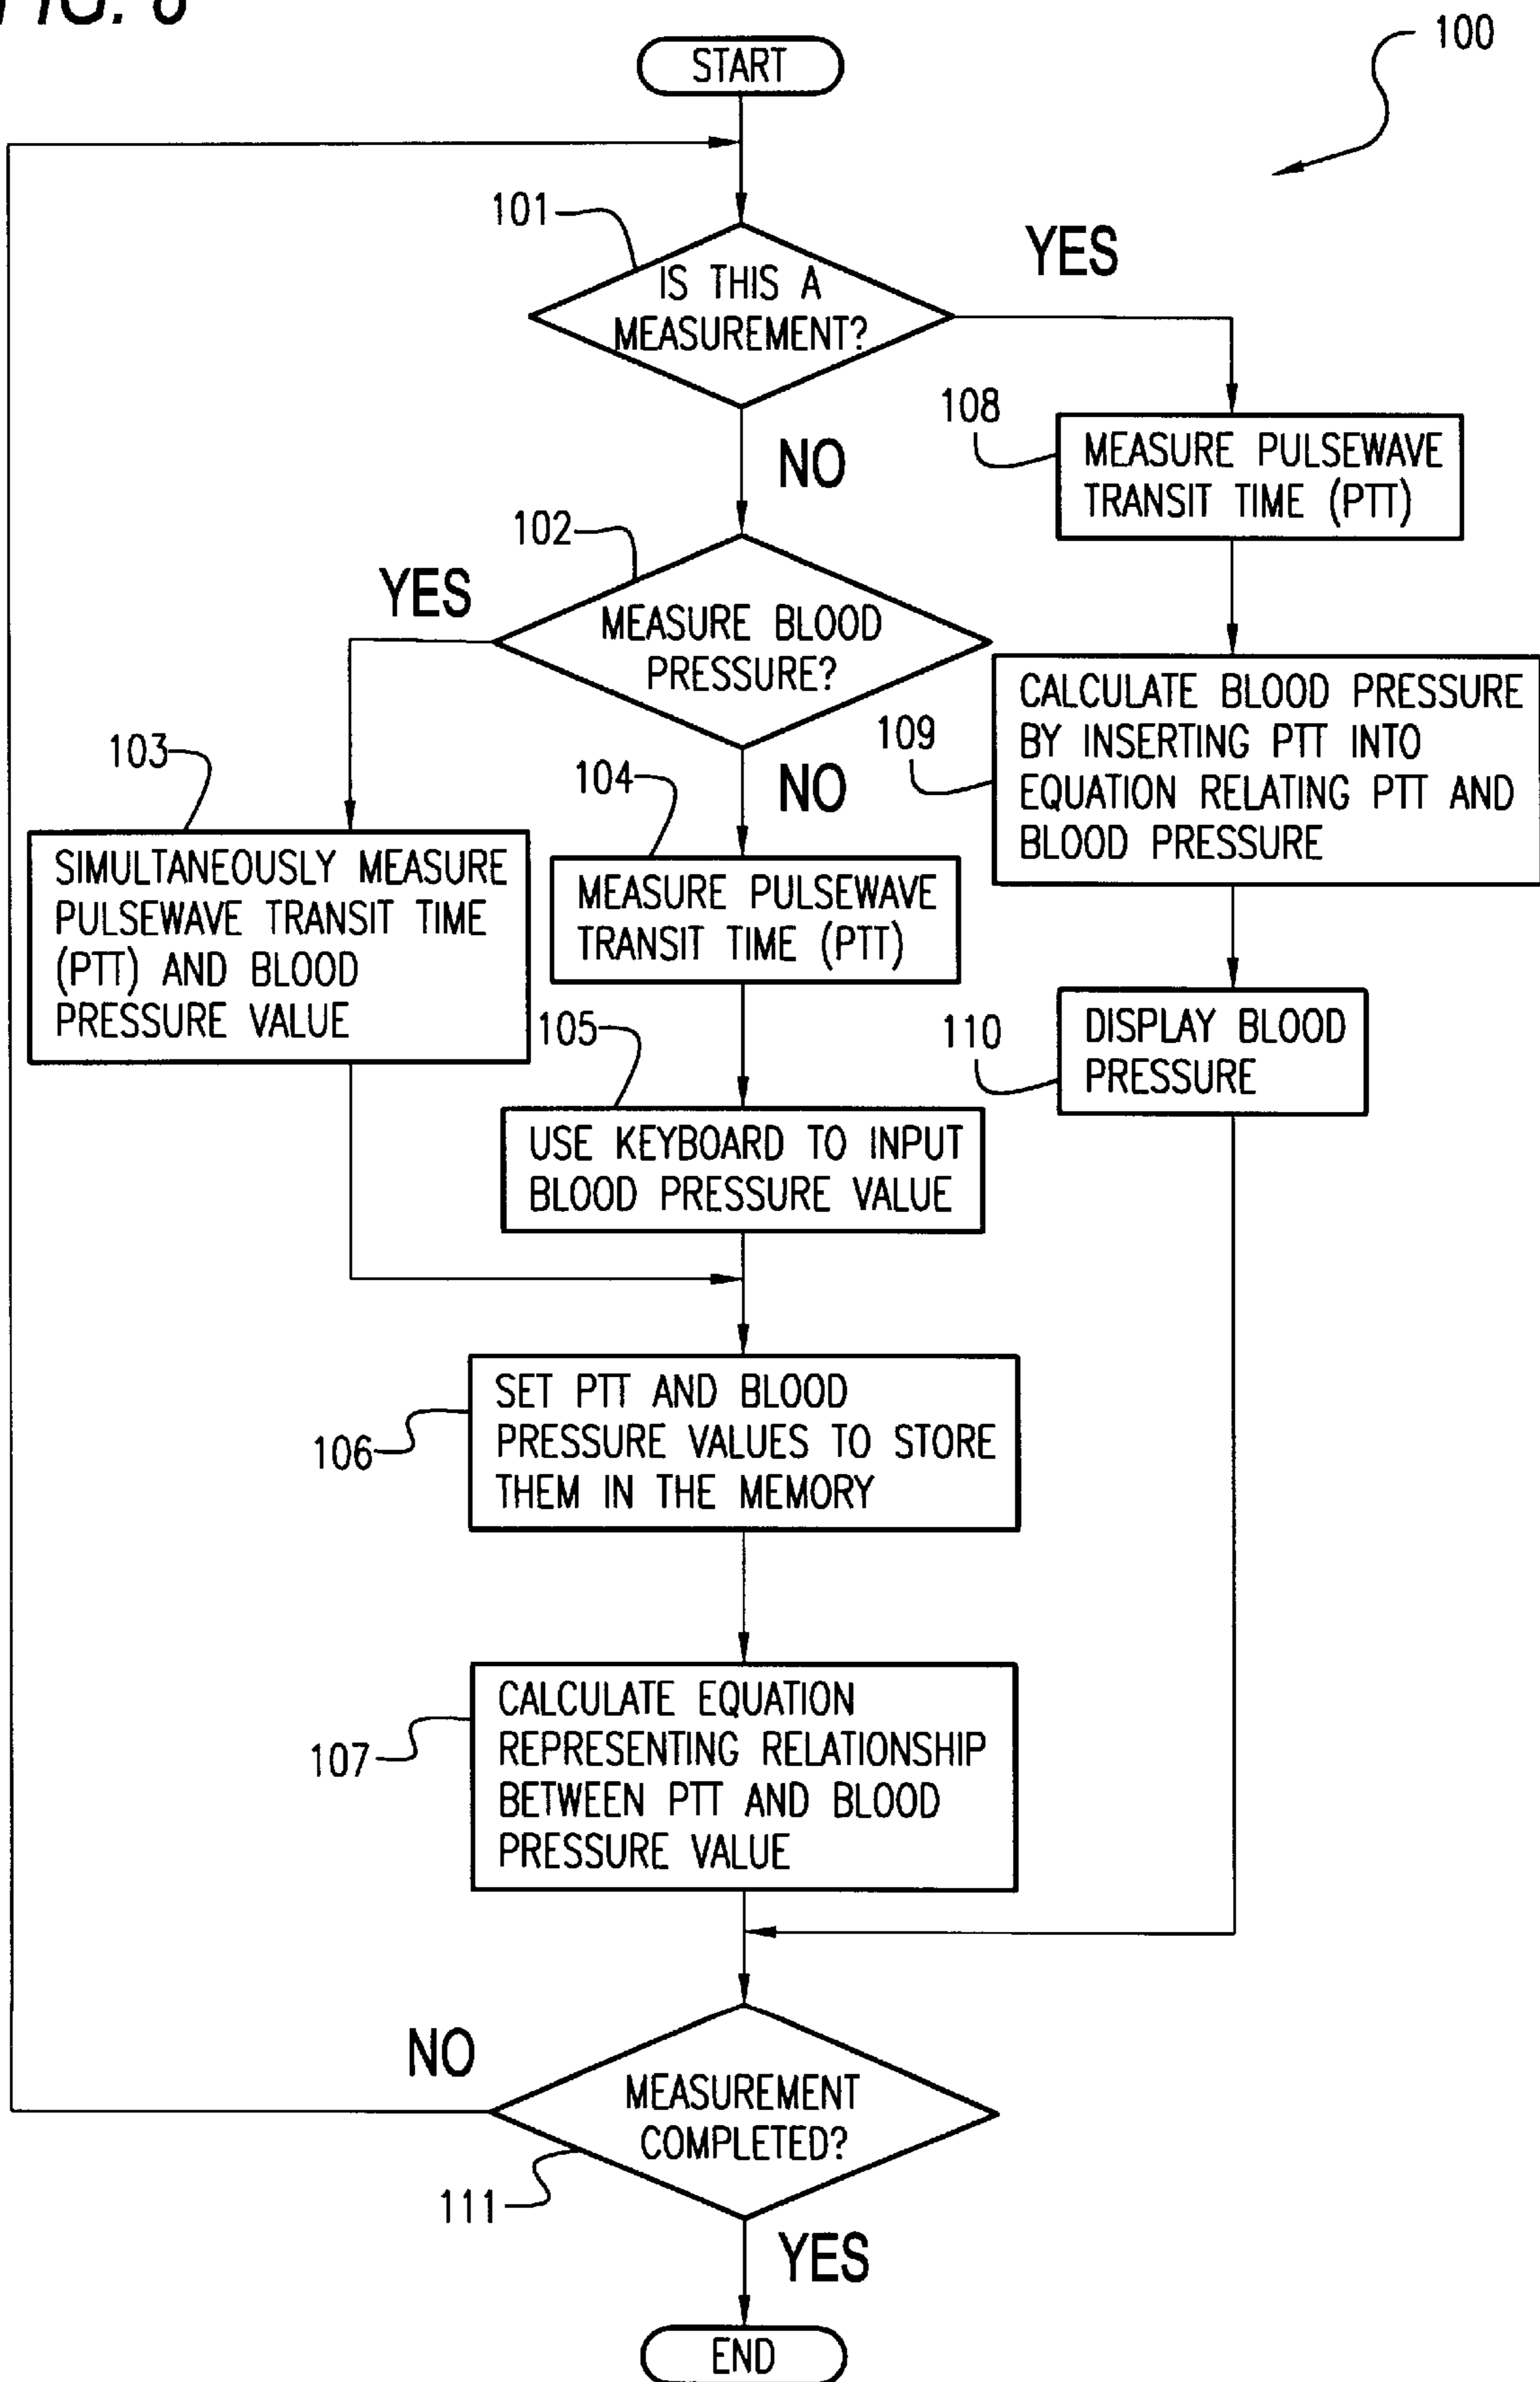 FIG.
START
100
101
IS THIS A
MEASUREMENT?
YES
NO
108
MEASURE PULSEWAVE
TRANSIT TIME (PTT)
102
YES
MEASURE BLOOD
PRESSURE?
NO
109
CALCULATE BLOOD PRESSURE
BY INSERTING PTT INTO
EQUATION RELATING PTT AND
BLOOD PRESSURE
103
SIMULTANEOUSLY MEASURE
PULSEWAVE TRANSIT TIME
(PTT) AND BLOOD
PRESSURE VALUE
104
MEASURE PULSEWAVE
TRANSIT TIME (PTT)
110
DISPLAY BLOOD
PRESSURE
105
USE KEYBOARD TO INPUT
BLOOD PRESSURE VALUE
106
SET PTT AND BLOOD
PRESSURE VALUES TO STORE
THEM IN THE MEMORY
107
CALCULATE EQUATION
REPRESENTING RELATIONSHIP
BETWEEN PTT AND BLOOD
PRESSURE VALUE
NO
MEASUREMENT
COMPLETED?
111
YES
END